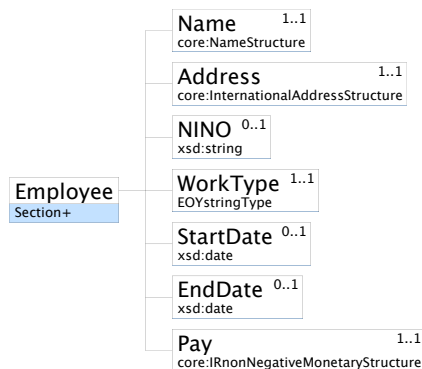 Name 1..1
core:NameStructure
Address 1..1
core:InternationalAddressStructure
NINO 0..1
xsd:string
Employee
Section+
WorkType 1..1
EOYstringType
StartDate 0..1
xsd:date
EndDate 0..1
xsd:date
Pay 1..1
core:IRnonNegativeMonetaryStructure